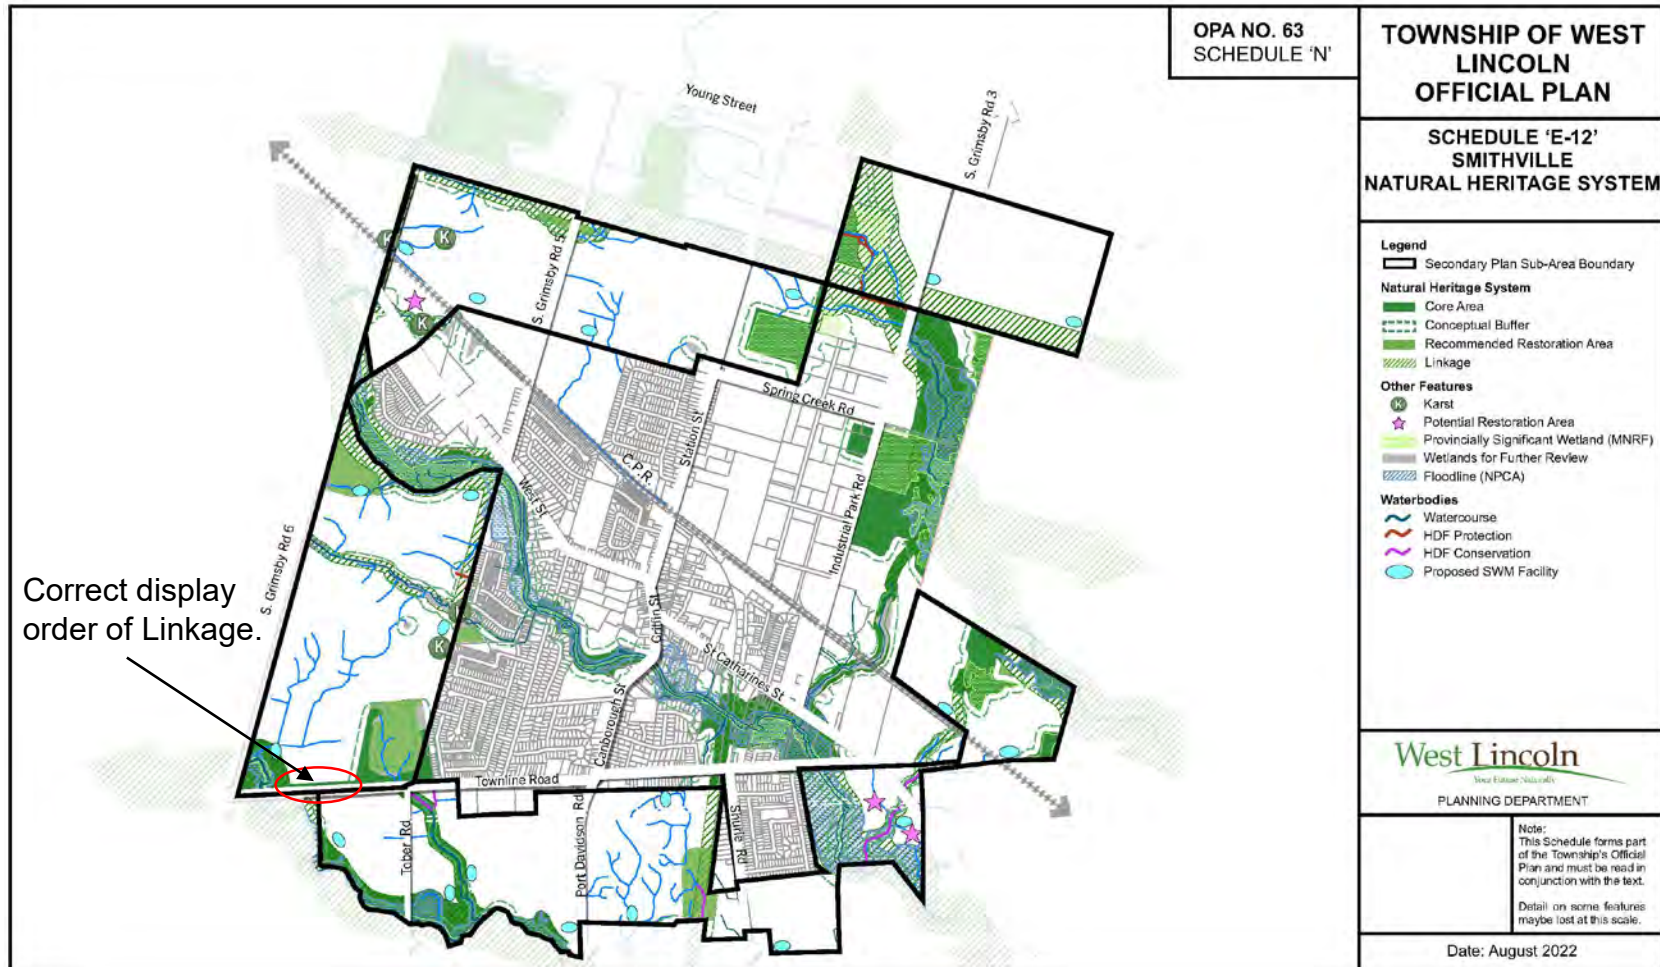 OPA NO. 63
SCHEDULE ‘N’
TOWNSHIP OF WEST
LINCOLN
OFFICIAL PLAN
SCHEDULE ‘E-12’
SMITHVILLE
NATURAL HERITAGE SYSTEM
Legend
Secondary Plan Sub-Area Boundary
Natural Heritage System
Core Area
Conceptual Buffer
Recommended Restoration Area
Linkage
Other Features
K Karst
Potential Restoration Area
Provincially Significant Wetland (MNRF)
Wetlands for Further Review
Floodline (NPCA)
Waterbodies
Watercourse
HDF Protection
HDF Conservation
Proposed SWM Facility
West Lincoln
Your Future Naturally
PLANNING DEPARTMENT
Note:
This Schedule forms part
of the Township's Official
Plan and must be read in
conjunction with the text.
Detail on some features
maybe lost at this scale.
Date: August 2022
Young Street
S. Grimsby Rd 3
S. Grimsby Rd 5
K
K
K
Spring Creek Rd
Station St
C.P.R.
West St
Industrial Park Rd
S. Grimsby Rd 6
Correct display
order of Linkage.
Griffin St
K
K
St Catharines St
Canborough St
Townline Road
Tober Rd
Port Davidson Rd
Shurie Rd